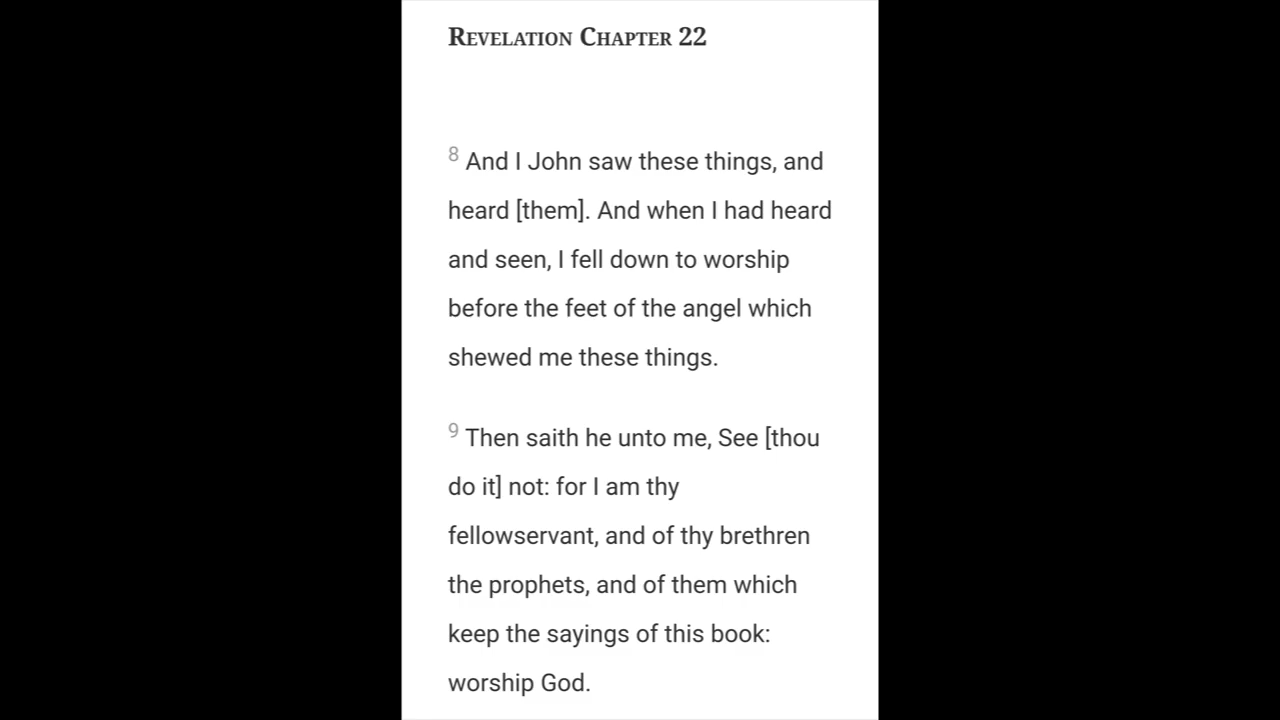 Revelation Chapter 22
8 And I John saw these things, and
heard [them]. And when I had heard
and seen, I fell down to worship
before the feet of the angel which
shewed me these things.
9 Then saith he unto me, See [thou
do it] not: for I am thy
fellowservant, and of thy brethren
the prophets, and of them which
keep the sayings of this book:
worship God.